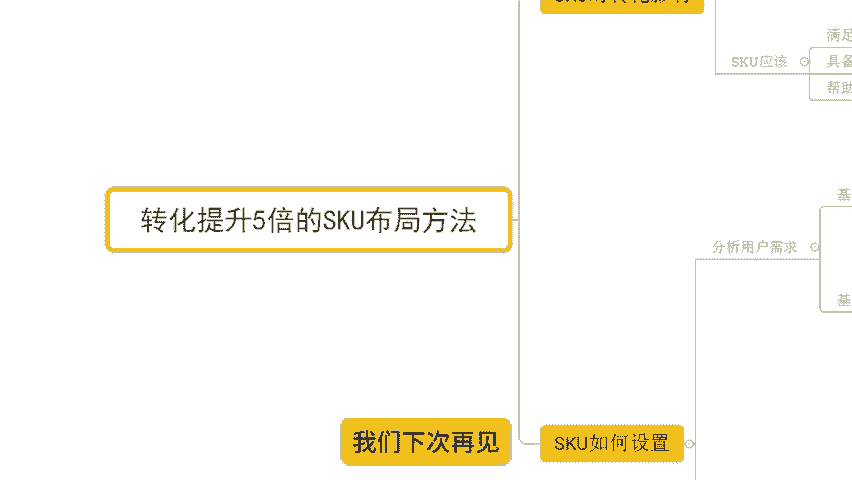 SKU应该
满足
具备
帮助
转化提升5倍的SKU布局方法
基
分析用户需求
基
我们下次再见
SKU如何设置